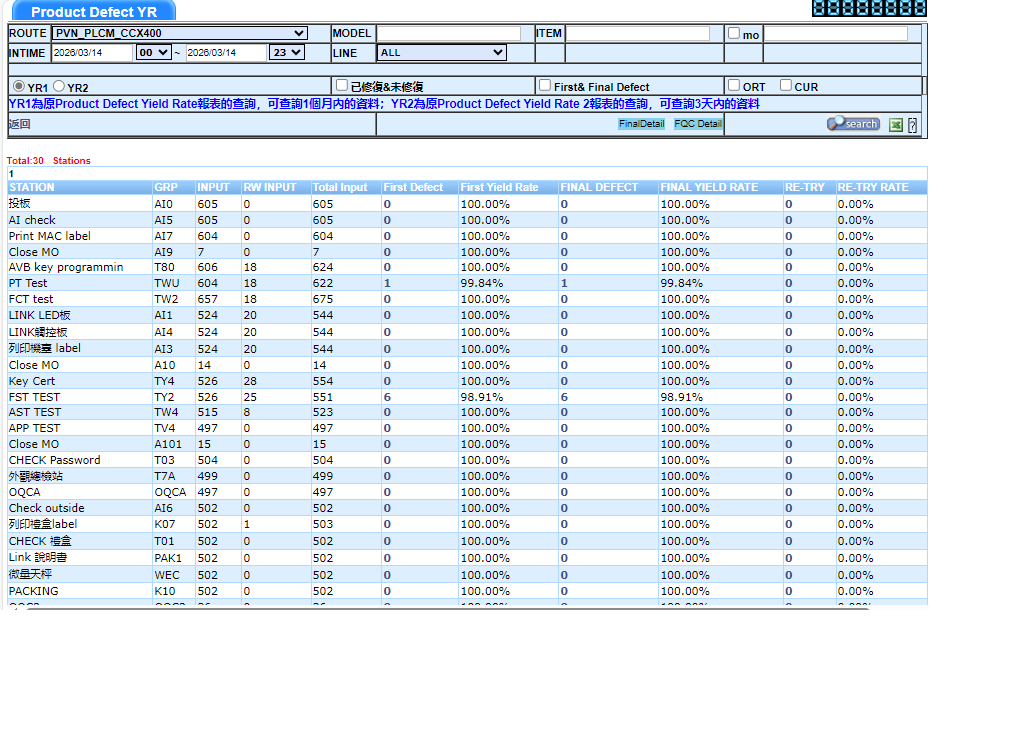 Product Defect YR
ROUTE PVN_PLCM_CCX400 MODEL ITEM mo
INTIME 2026/03/14 00 ~ 2026/03/14 23 LINE ALL
YR1 YR2 已修復&未修復 First& Final Defect ORT CUR
YR1為原Product Defect Yield Rate報表的查詢，可查詢1個月內的資料；YR2為原Product Defect Yield Rate 2報表的查詢，可查詢3天內的資料
返回 FinalDetail FQC Detail search ?
Total:30 Stations
1
STATION GRP INPUT RW INPUT Total Input First Defect First Yield Rate FINAL DEFECT FINAL YIELD RATE RE-TRY RE-TRY RATE
投板 AI0 605 0 605 0 100.00% 0 100.00% 0 0.00%
AI check AI5 605 0 605 0 100.00% 0 100.00% 0 0.00%
Print MAC label AI7 604 0 604 0 100.00% 0 100.00% 0 0.00%
Close MO AI9 7 0 7 0 100.00% 0 100.00% 0 0.00%
AVB key programmin T80 606 18 624 0 100.00% 0 100.00% 0 0.00%
PT Test TWU 604 18 622 1 99.84% 1 99.84% 0 0.00%
FCT test TW2 657 18 675 0 100.00% 0 100.00% 0 0.00%
LINK LED板 AI1 524 20 544 0 100.00% 0 100.00% 0 0.00%
LINK觸控板 AI4 524 20 544 0 100.00% 0 100.00% 0 0.00%
列印機臺 label AI3 524 20 544 0 100.00% 0 100.00% 0 0.00%
Close MO A10 14 0 14 0 100.00% 0 100.00% 0 0.00%
Key Cert TY4 526 28 554 0 100.00% 0 100.00% 0 0.00%
FST TEST TY2 526 25 551 6 98.91% 6 98.91% 0 0.00%
AST TEST TW4 515 8 523 0 100.00% 0 100.00% 0 0.00%
APP TEST TV4 497 0 497 0 100.00% 0 100.00% 0 0.00%
Close MO A101 15 0 15 0 100.00% 0 100.00% 0 0.00%
CHECK Password T03 504 0 504 0 100.00% 0 100.00% 0 0.00%
外觀總檢站 T7A 499 0 499 0 100.00% 0 100.00% 0 0.00%
OQCA OQCA 497 0 497 0 100.00% 0 100.00% 0 0.00%
Check outside AI6 502 0 502 0 100.00% 0 100.00% 0 0.00%
列印禮盒label K07 502 1 503 0 100.00% 0 100.00% 0 0.00%
CHECK 禮盒 T01 502 0 502 0 100.00% 0 100.00% 0 0.00%
Link 說明書 PAK1 502 0 502 0 100.00% 0 100.00% 0 0.00%
微量天秤 WEC 502 0 502 0 100.00% 0 100.00% 0 0.00%
PACKING K10 502 0 502 0 100.00% 0 100.00% 0 0.00%